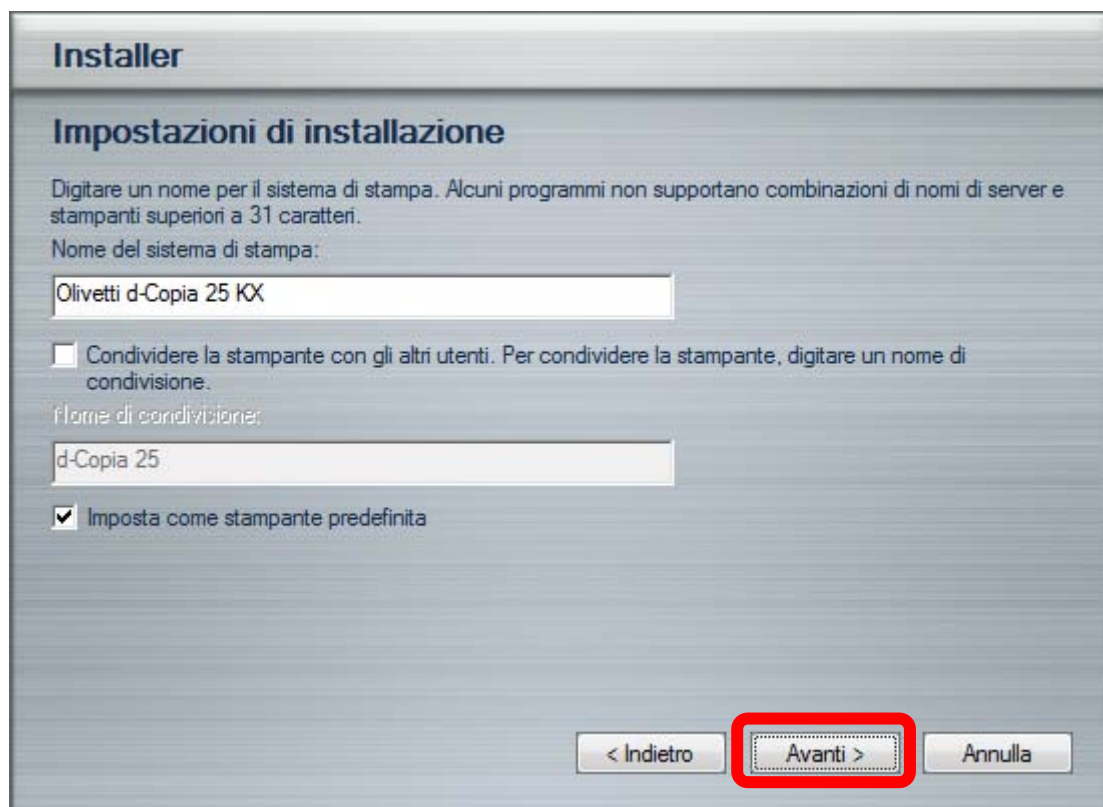 Installer
Impostazioni di installazione
Digitare un nome per il sistema di stampa. Alcuni programmi non supportano combinazioni di nomi di server e
stampanti superiori a 31 caratteri.
Nome del sistema di stampa:
Olivetti d-Copia 25 KX
Condividere la stampante con gli altri utenti. Per condividere la stampante, digitare un nome di
condivisione.
Nome di condivisione:
d-Copia 25
Imposta come stampante predefinita
< Indietro
Avanti >
Annulla